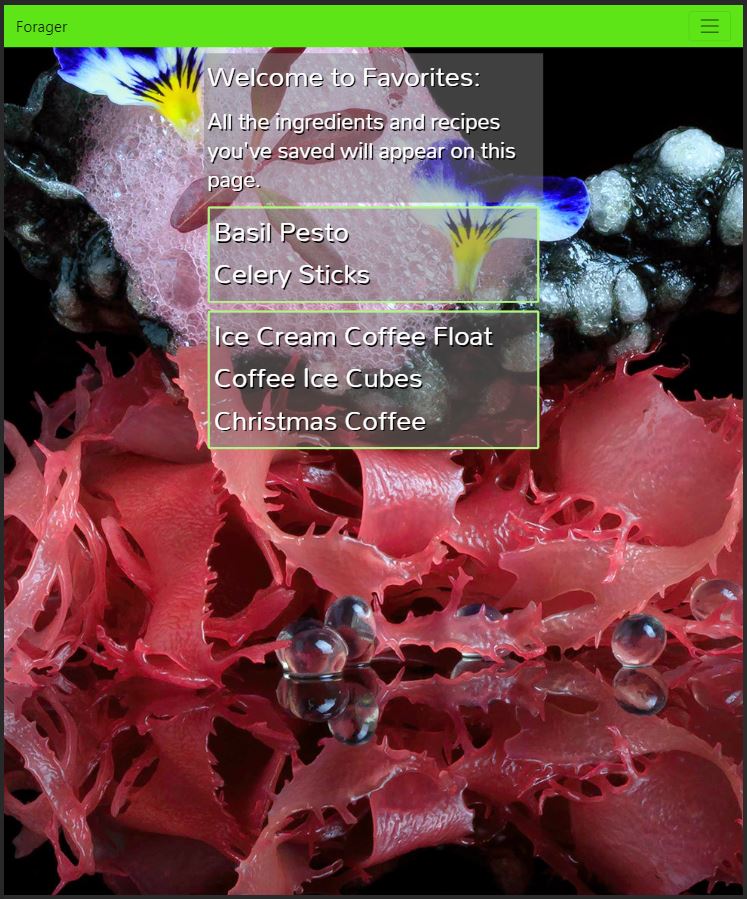 Forager
Welcome to Favorites:
All the ingredients and recipes
you've saved will appear on this
page.
Basil Pesto
Celery Sticks
Ice Cream Coffee Float
Coffee Ice Cubes
Christmas Coffee